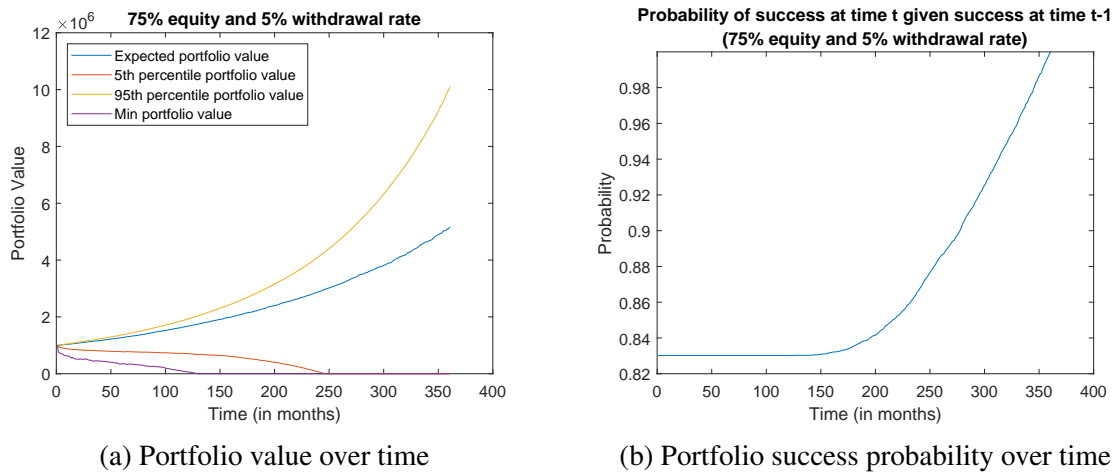 75% equity and 5% withdrawal rate
×10^6
12
10
8
6
4
2
0
Portfolio Value
Expected portfolio value
5th percentile portfolio value
95th percentile portfolio value
Min portfolio value
0 50 100 150 200 250 300 350 400
Time (in months)
(a) Portfolio value over time
Probability of success at time t given success at time t-1
(75% equity and 5% withdrawal rate)
0.98
0.96
0.94
0.92
0.9
0.88
0.86
0.84
0.82
Probability
0 50 100 150 200 250 300 350 400
Time (in months)
(b) Portfolio success probability over time